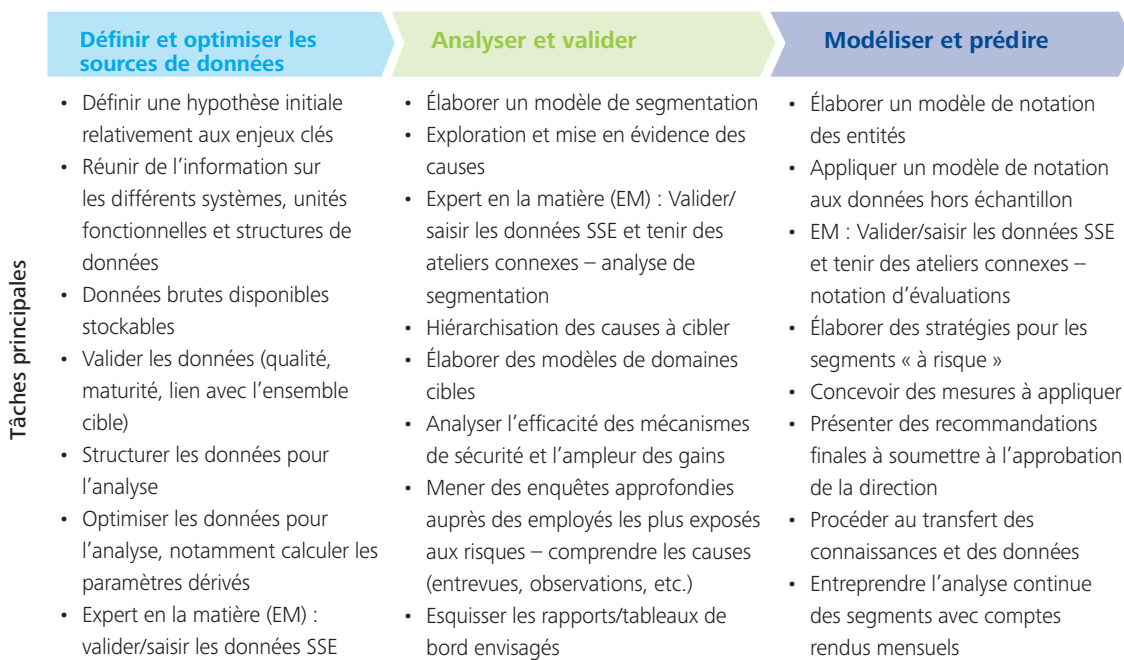 Définir et optimiser les
sources de données
Analyser et valider
Modéliser et prédire
Tâches principales
• Définir une hypothèse initiale
relativement aux enjeux clés
• Réunir de l’information sur
les différents systèmes, unités
fonctionnelles et structures de
données
• Données brutes disponibles
stockables
• Valider les données (qualité,
maturité, lien avec l’ensemble
cible)
• Structurer les données pour
l’analyse
• Optimiser les données pour
l’analyse, notamment calculer les
paramètres dérivés
• Expert en la matière (EM) :
valider/saisir les données SSE
• Élaborer un modèle de segmentation
• Exploration et mise en évidence des
causes
• Expert en la matière (EM) : Valider/
saisir les données SSE et tenir des
ateliers connexes – analyse de
segmentation
• Hiérarchisation des causes à cibler
• Élaborer des modèles de domaines
cibles
• Analyser l’efficacité des mécanismes
de sécurité et l’ampleur des gains
• Mener des enquêtes approfondies
auprès des employés les plus exposés
aux risques – comprendre les causes
(entrevues, observations, etc.)
• Esquisser les rapports/tableaux de
bord envisagés
• Élaborer un modèle de notation
des entités
• Appliquer un modèle de notation
aux données hors échantillon
• EM : Valider/saisir les données SSE
et tenir des ateliers connexes –
notation d’évaluations
• Élaborer des stratégies pour les
segments « à risque »
• Concevoir des mesures à appliquer
• Présenter des recommandations
finales à soumettre à l’approbation
de la direction
• Procéder au transfert des
connaissances et des données
• Entreprendre l’analyse continue
des segments avec comptes
rendus mensuels